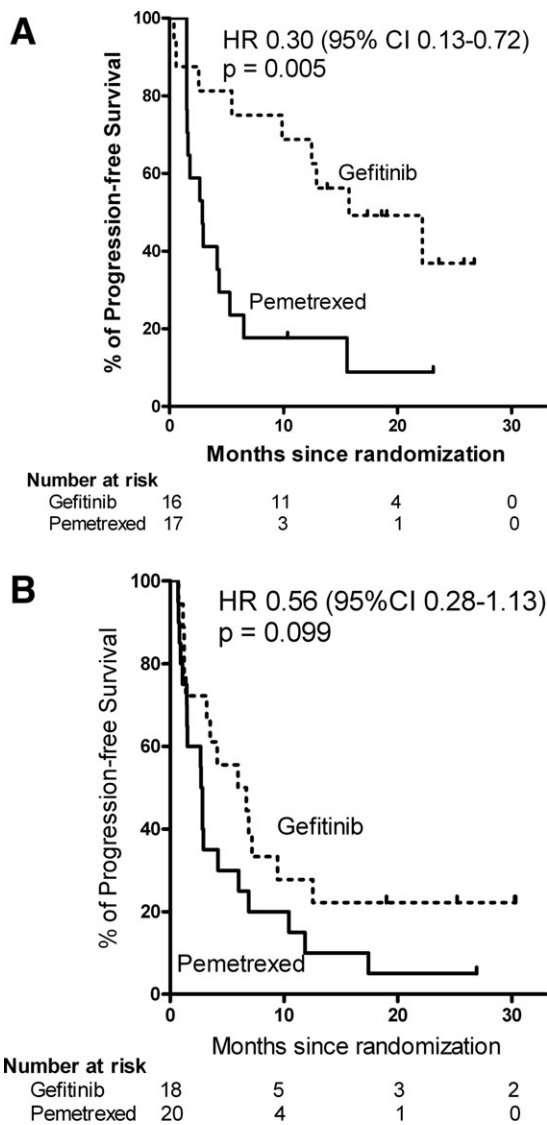 A
HR 0.30 (95% CI 0.13-0.72)
p = 0.005
% of Progression-free Survival
100
80
60
40
20
0
Gefitinib
Pemetrexed
0 10 20 30
Months since randomization
Number at risk
Gefitinib 16 11 4 0
Pemetrexed 17 3 1 0
B
HR 0.56 (95%CI 0.28-1.13)
p = 0.099
% of Progression-free Survival
100
80
60
40
20
0
Gefitinib
Pemetrexed
0 10 20 30
Months since randomization
Number at risk
Gefitinib 18 5 3 2
Pemetrexed 20 4 1 0